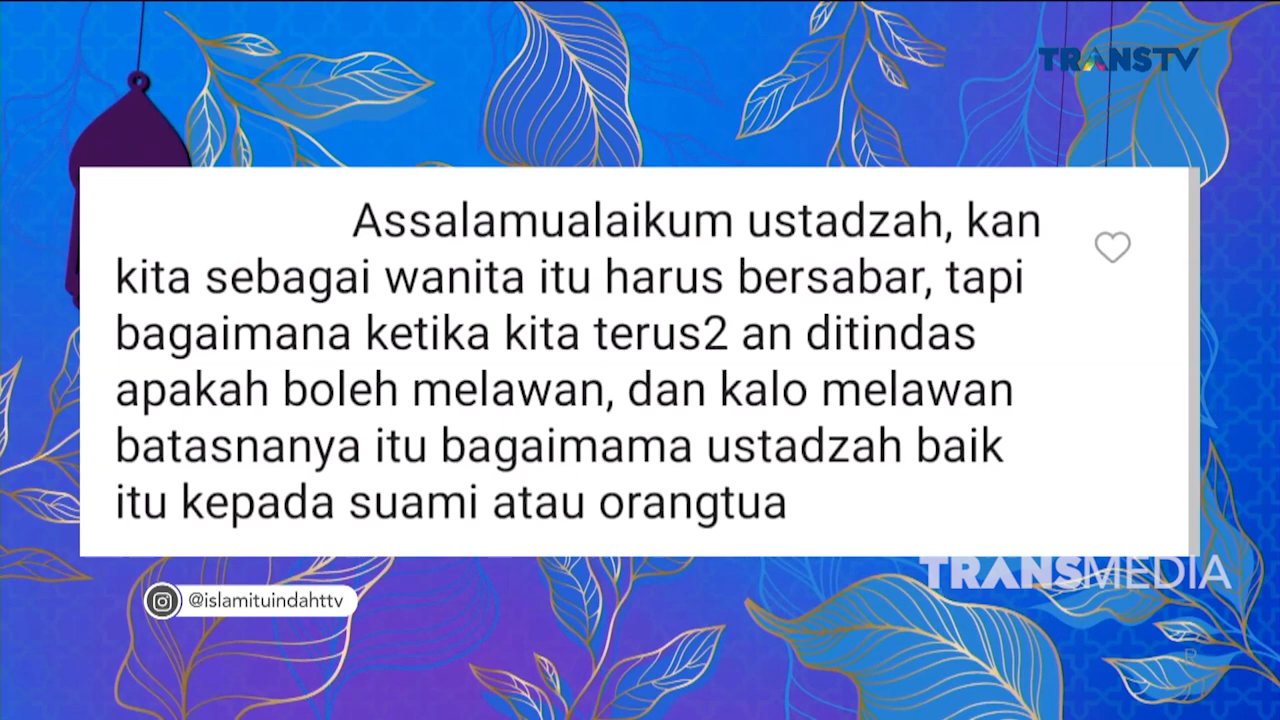 TRANSTV
Assalamualaikum ustadzah, kan
kita sebagai wanita itu harus bersabar, tapi
bagaimana ketika kita terus2 an ditindas
apakah boleh melawan, dan kalo melawan
batasnanya itu bagaimama ustadzah baik
itu kepada suami atau orangtua
TRANSMEDIA
@islamituindahttv